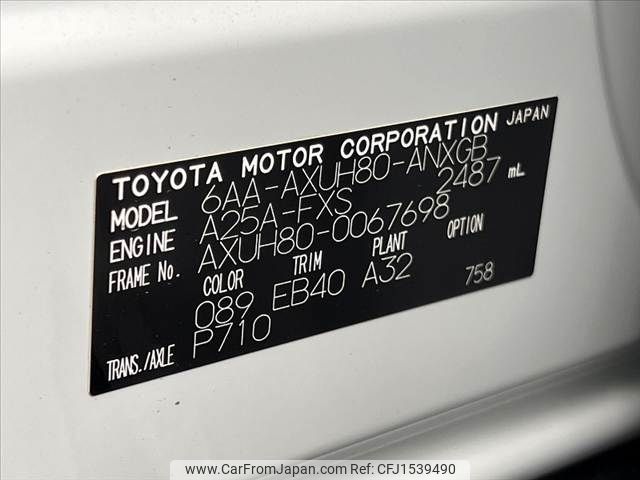 TOYOTA MOTOR CORPORATION JAPAN
MODEL 6AA-AXUH80-ANXGB
ENGINE A25A-FXS 2487 mL
FRAME No. AXUH80-0067698
COLOR TRIM PLANT OPTION
089 EB40 A32 758
TRANS./AXLE P710
© www.CarFromJapan.com / ID: CFJ1539490